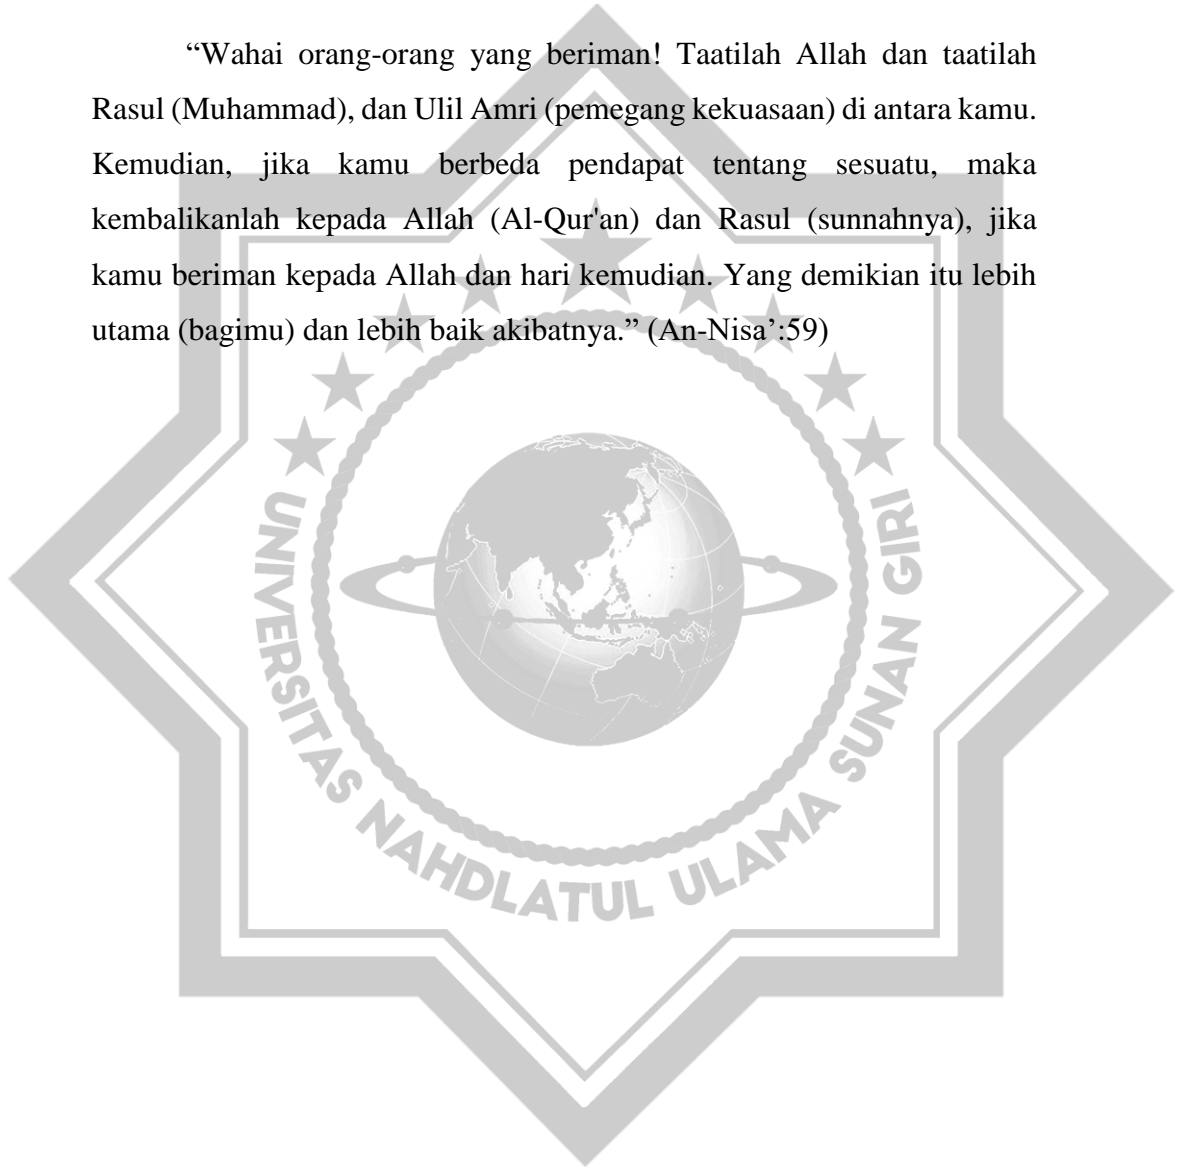 “Wahai orang-orang yang beriman! Taatilah Allah dan taatilah
Rasul (Muhammad), dan Ulil Amri (pemegang kekuasaan) di antara kamu.
Kemudian, jika kamu berbeda pendapat tentang sesuatu, maka
kembalikanlah kepada Allah (Al-Qur'an) dan Rasul (sunnahnya), jika
kamu beriman kepada Allah dan hari kemudian. Yang demikian itu lebih
utama (bagimu) dan lebih baik akibatnya.” (An-Nisa’:59)
UNIVERSITAS NAHDLATUL ULAMA SUNAN GIRI